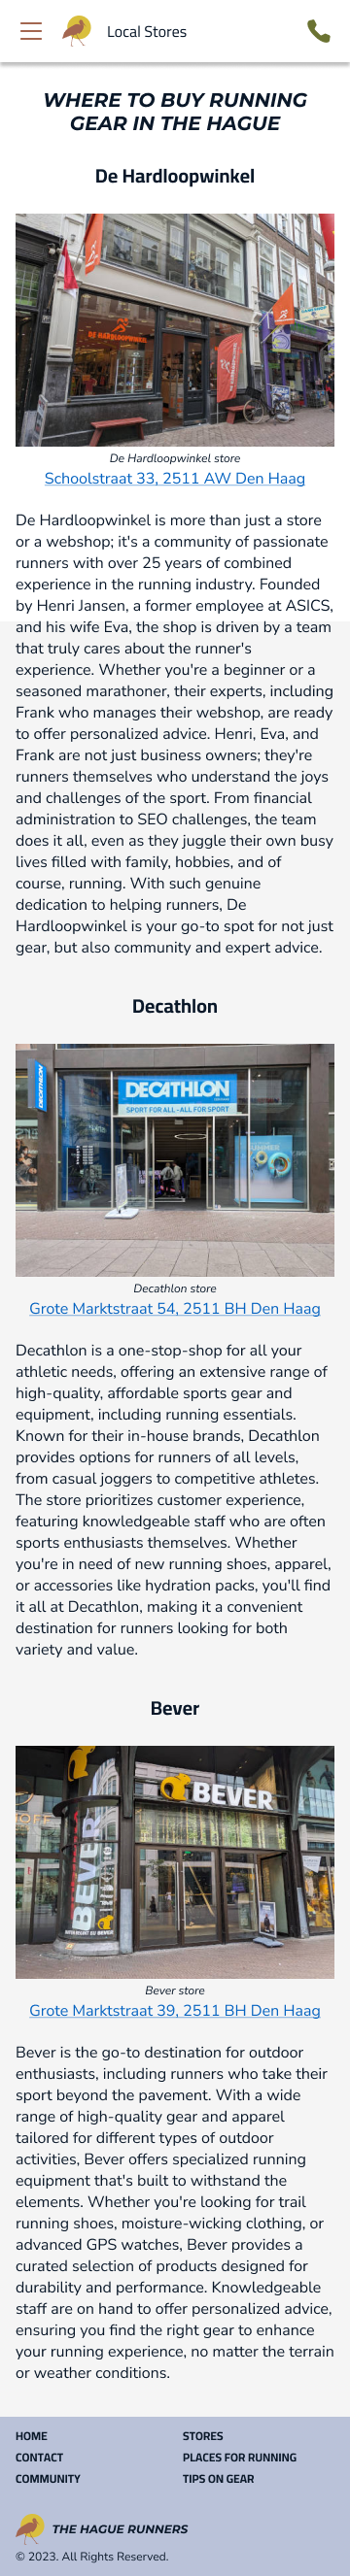 Local Stores
WHERE TO BUY RUNNING
GEAR IN THE HAGUE
De Hardloopwinkel
DE HARDLOOPWINKEL
De Hardloopwinkel store
Schoolstraat 33, 2511 AW Den Haag
De Hardloopwinkel is more than just a store
or a webshop; it's a community of passionate
runners with over 25 years of combined
experience in the running industry. Founded
by Henri Jansen, a former employee at ASICS,
and his wife Eva, the shop is driven by a team
that truly cares about the runner's
experience. Whether you're a beginner or a
seasoned marathoner, their experts, including
Frank who manages their webshop, are ready
to offer personalized advice. Henri, Eva, and
Frank are not just business owners; they're
runners themselves who understand the joys
and challenges of the sport. From financial
administration to SEO challenges, the team
does it all, even as they juggle their own busy
lives filled with family, hobbies, and of
course, running. With such genuine
dedication to helping runners, De
Hardloopwinkel is your go-to spot for not just
gear, but also community and expert advice.
Decathlon
DECATHLON
DECATHLON
SPORT FOR ALL - ALL FOR SPORT
Decathlon store
Grote Marktstraat 54, 2511 BH Den Haag
Decathlon is a one-stop-shop for all your
athletic needs, offering an extensive range of
high-quality, affordable sports gear and
equipment, including running essentials.
Known for their in-house brands, Decathlon
provides options for runners of all levels,
from casual joggers to competitive athletes.
The store prioritizes customer experience,
featuring knowledgeable staff who are often
sports enthusiasts themselves. Whether
you're in need of new running shoes, apparel,
or accessories like hydration packs, you'll find
it all at Decathlon, making it a convenient
destination for runners looking for both
variety and value.
Bever
BEVER
BEVER
Bever store
Grote Marktstraat 39, 2511 BH Den Haag
Bever is the go-to destination for outdoor
enthusiasts, including runners who take their
sport beyond the pavement. With a wide
range of high-quality gear and apparel
tailored for different types of outdoor
activities, Bever offers specialized running
equipment that's built to withstand the
elements. Whether you're looking for trail
running shoes, moisture-wicking clothing, or
advanced GPS watches, Bever provides a
curated selection of products designed for
durability and performance. Knowledgeable
staff are on hand to offer personalized advice,
ensuring you find the right gear to enhance
your running experience, no matter the terrain
or weather conditions.
HOME
CONTACT
COMMUNITY
STORES
PLACES FOR RUNNING
TIPS ON GEAR
THE HAGUE RUNNERS
© 2023. All Rights Reserved.